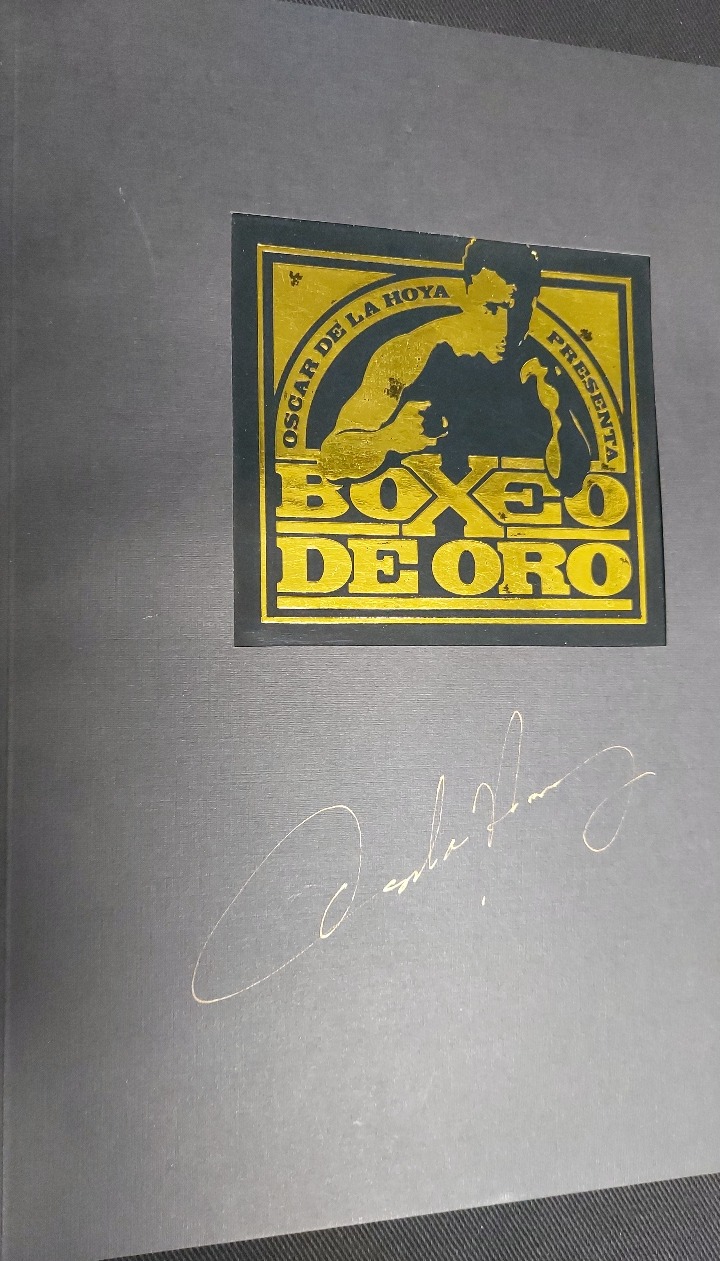 OSCAR DE LA HOYA PRESENTA
BOXEO
DE ORO